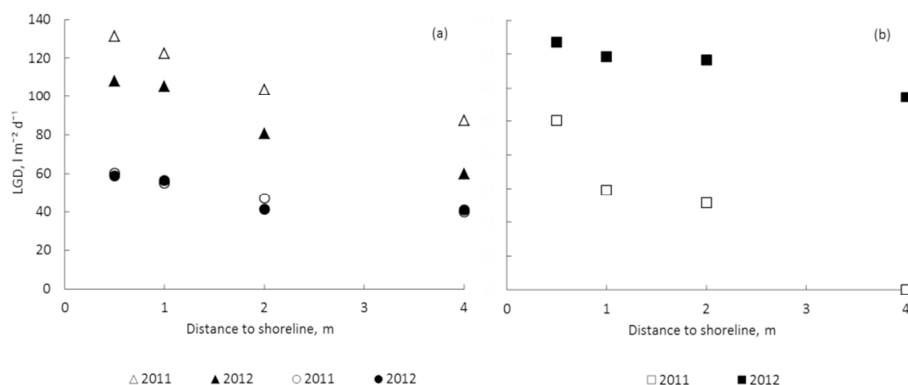 140
120
100
80
60
40
20
0
LGD, l m⁻² d⁻¹
(a)
0 1 2 3 4
Distance to shoreline, m
△ 2011 ▲ 2012 ○ 2011 ● 2012
(b)
0 1 2 3 4
Distance to shoreline, m
□ 2011 ■ 2012